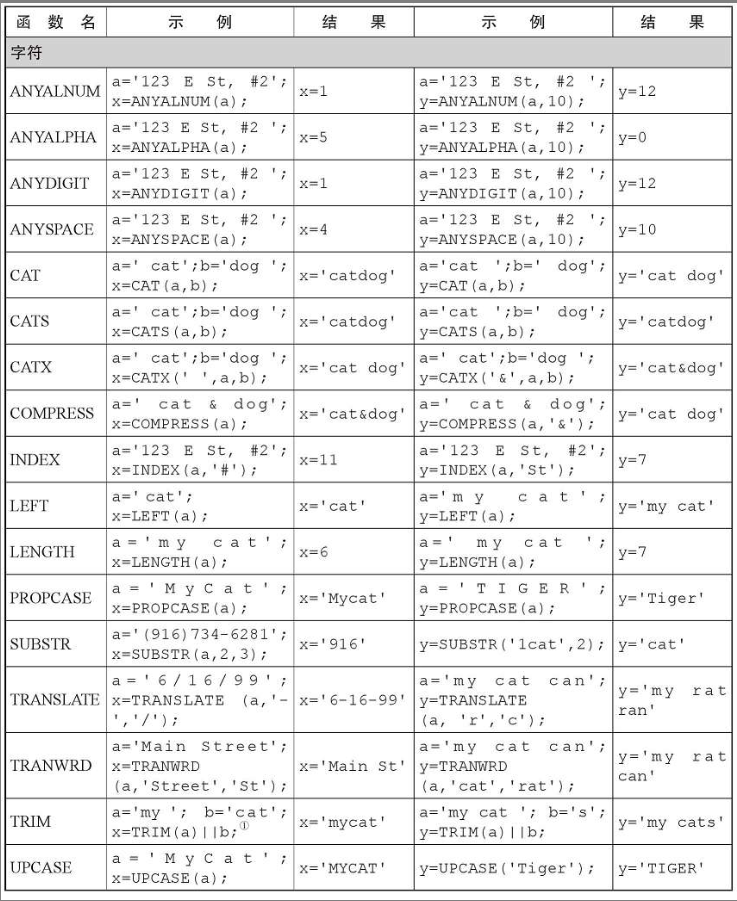 函 数 名 示 例 结 果 示 例 结 果
字符
ANYALNUM a='123 E St, #2'; x=ANYALNUM(a); x=1 a='123 E St, #2 '; y=ANYALNUM(a,10); y=12
ANYALPHA a='123 E St, #2 '; x=ANYALPHA(a); x=5 a='123 E St, #2 '; y=ANYALPHA(a,10); y=0
ANYDIGIT a='123 E St, #2 '; x=ANYDIGIT(a); x=1 a='123 E St, #2 '; y=ANYDIGIT(a,10); y=12
ANYSPACE a='123 E St, #2 '; x=ANYSPACE(a); x=4 a='123 E St, #2 '; y=ANYSPACE(a,10); y=10
CAT a=' cat';b='dog '; x=CAT(a,b); x='catdog' a='cat ';b=' dog'; y=CAT(a,b); y='cat dog'
CATS a=' cat';b='dog '; x=CATS(a,b); x='catdog' a='cat ';b=' dog'; y=CATS(a,b); y='catdog'
CATX a=' cat';b='dog '; x=CATX(' ',a,b); x='cat dog' a=' cat';b='dog '; y=CATX('&',a,b); y='cat&dog'
COMPRESS a=' cat & dog'; x=COMPRESS(a); x='cat&dog' a=' cat & dog'; y=COMPRESS(a,'&'); y='cat dog'
INDEX a='123 E St, #2'; x=INDEX(a,'#'); x=11 a='123 E St, #2'; y=INDEX(a,'St'); y=7
LEFT a=' cat'; x=LEFT(a); x='cat' a=' my cat'; y=LEFT(a); y='my cat'
LENGTH a='my cat'; x=LENGTH(a); x=6 a=' my cat '; y=LENGTH(a); y=7
PROPCASE a='MyCat'; x=PROPCASE(a); x='Mycat' a='TIGER'; y=PROPCASE(a); y='Tiger'
SUBSTR a='(916)734-6281'; x=SUBSTR(a,2,3); x='916' y=SUBSTR('1cat',2); y='cat'
TRANSLATE a='6/16/99'; x=TRANSLATE (a,'-','/'); x='6-16-99' a='my cat can'; y=TRANSLATE (a, 'r','c'); y='my rat ran'
TRANWRD a='Main Street'; x=TRANWRD (a,'Street','St'); x='Main St' a='my cat can'; y=TRANWRD (a,'cat','rat'); y='my rat can'
TRIM a='my '; b='cat'; x=TRIM(a)||b;① x='mycat' a='my cat '; b='s'; y=TRIM(a)||b; y='my cats'
UPCASE a='MyCat'; x=UPCASE(a); x='MYCAT' y=UPCASE('Tiger'); y='TIGER'